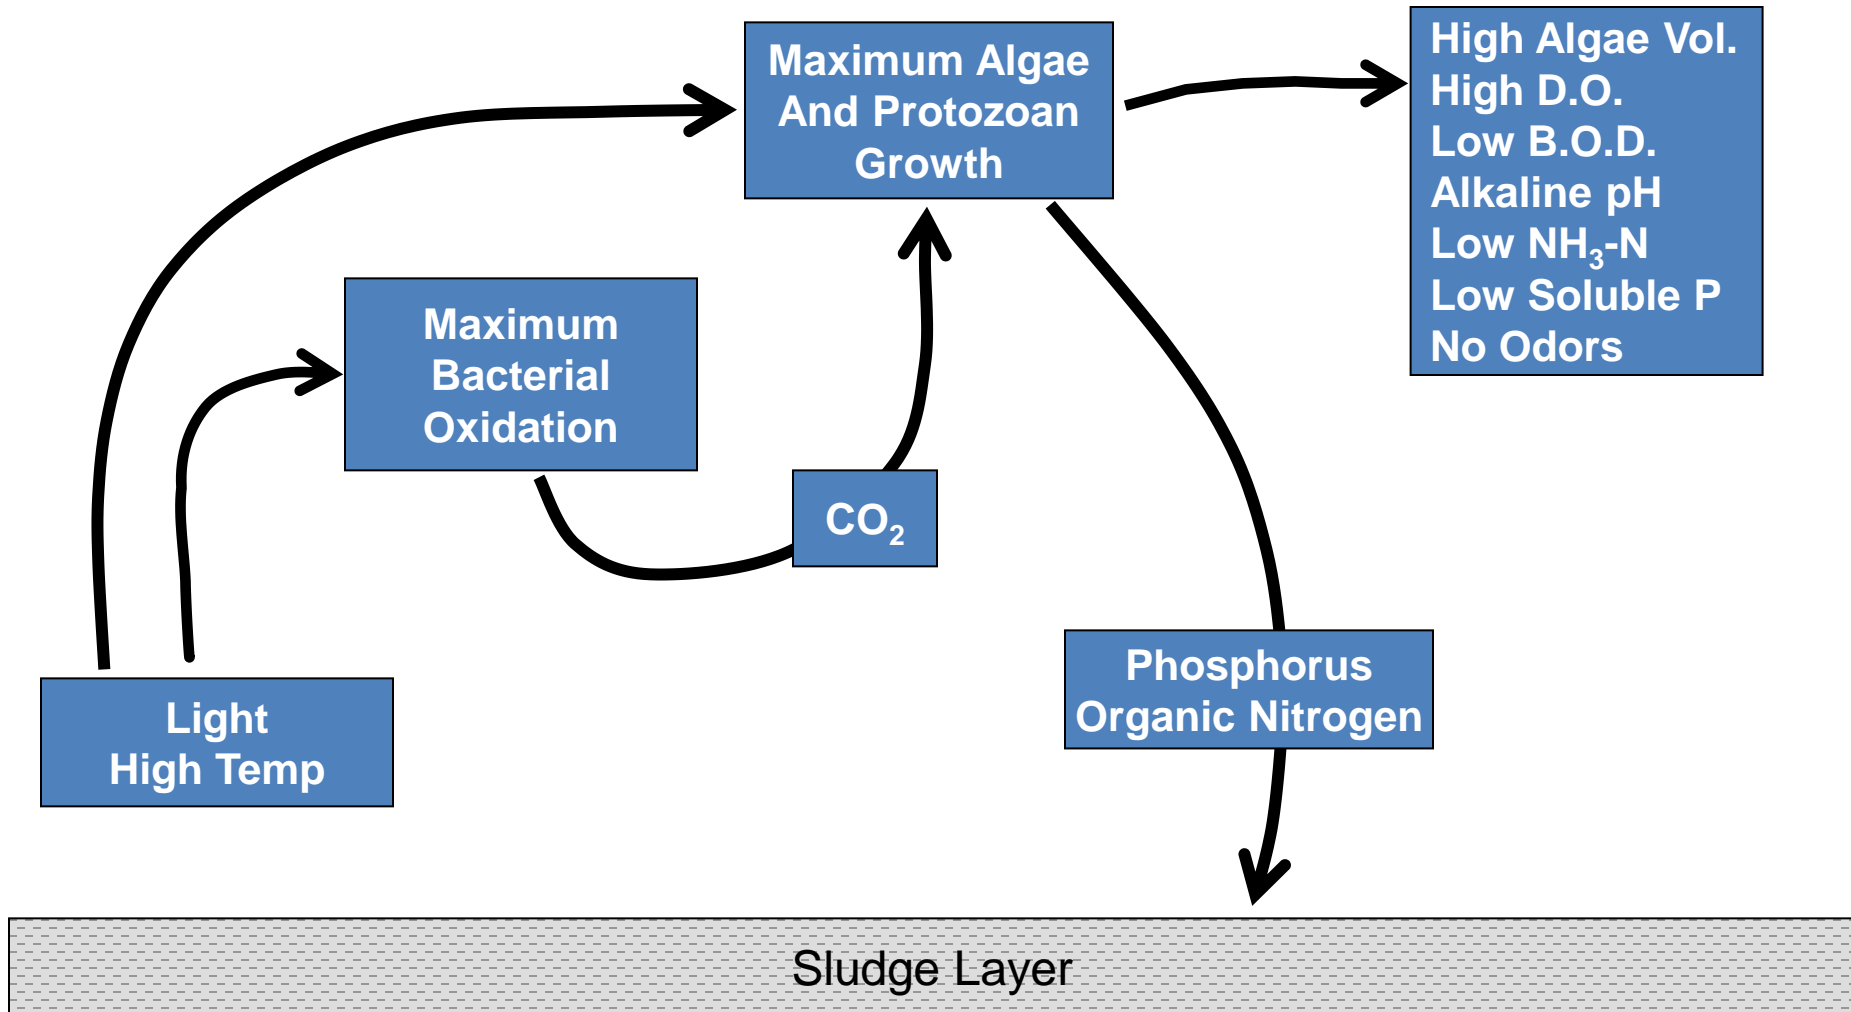 Maximum Algae
And Protozoan
Growth
High Algae Vol.
High D.O.
Low B.O.D.
Alkaline pH
Low NH₃-N
Low Soluble P
No Odors
Maximum
Bacterial
Oxidation
CO₂
Light
High Temp
Phosphorus
Organic Nitrogen
Sludge Layer